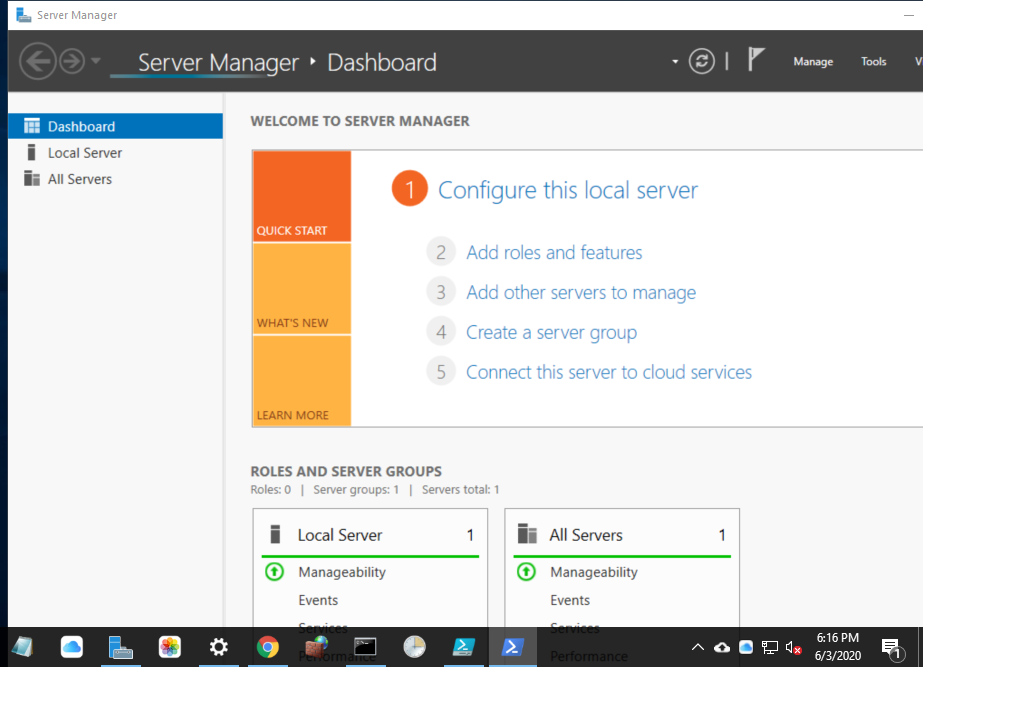 Server Manager
Server Manager ‣ Dashboard
Manage Tools V
Dashboard
Local Server
All Servers
WELCOME TO SERVER MANAGER
QUICK START
WHAT'S NEW
LEARN MORE
1 Configure this local server
2 Add roles and features
3 Add other servers to manage
4 Create a server group
5 Connect this server to cloud services
ROLES AND SERVER GROUPS
Roles: 0 | Server groups: 1 | Servers total: 1
Local Server 1
Manageability
Events
Services
Performance
All Servers 1
Manageability
Events
Services
Performance
6:16 PM
6/3/2020
1